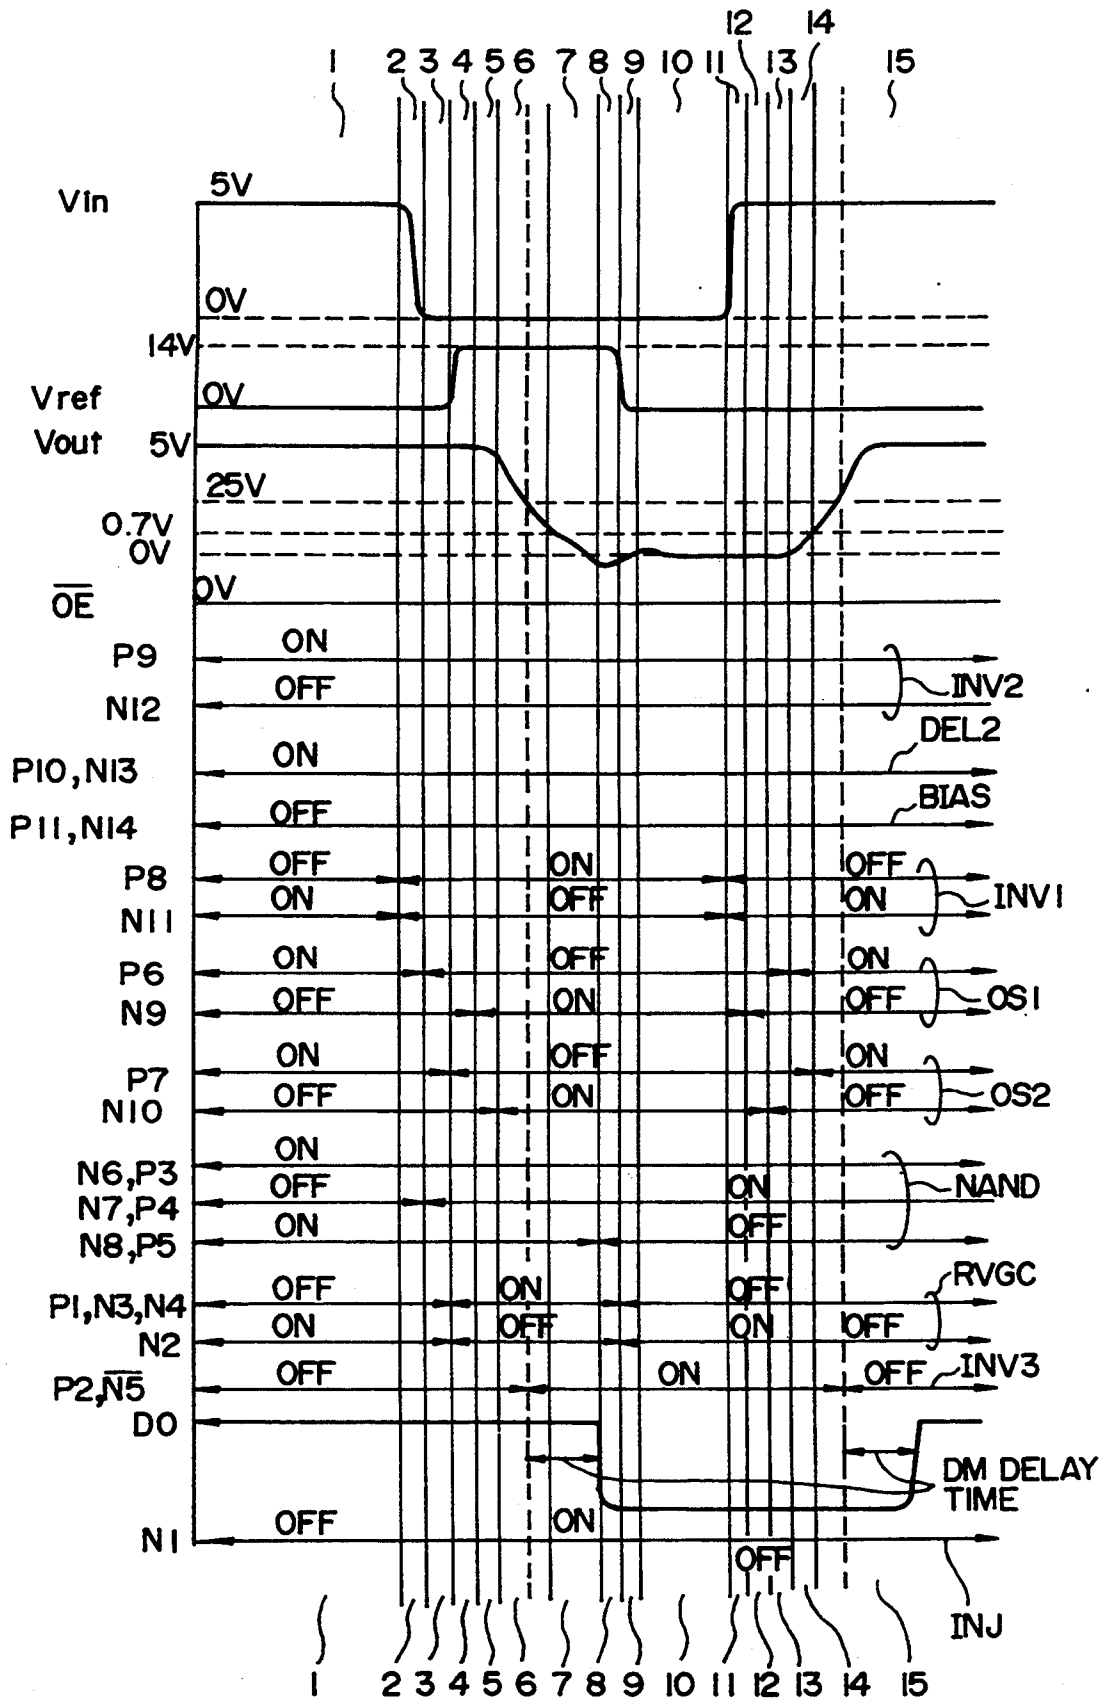 12 14
1 2 3 4 5 6 7 8 9 10 11 13 15
Vin 5V
0V
14V
Vref 0V
Vout 5V
25V
0.7V
0V
OE 0V
P9 ON
N12 OFF INV2
P10,N13 ON DEL2
P11,N14 OFF BIAS
P8 OFF ON OFF
N11 ON OFF ON INV1
P6 ON OFF ON
N9 OFF ON OFF OS1
P7 ON OFF ON
N10 OFF ON OFF OS2
N6,P3 ON
N7,P4 OFF ON NAND
N8,P5 ON OFF
P1,N3,N4 OFF ON OFF RVGC
N2 ON OFF ON OFF
P2,N5 OFF ON OFF INV3
DO
DM DELAY
TIME
N1 OFF ON OFF
INJ
1 2 3 4 5 6 7 8 9 10 11 12 13 14 15